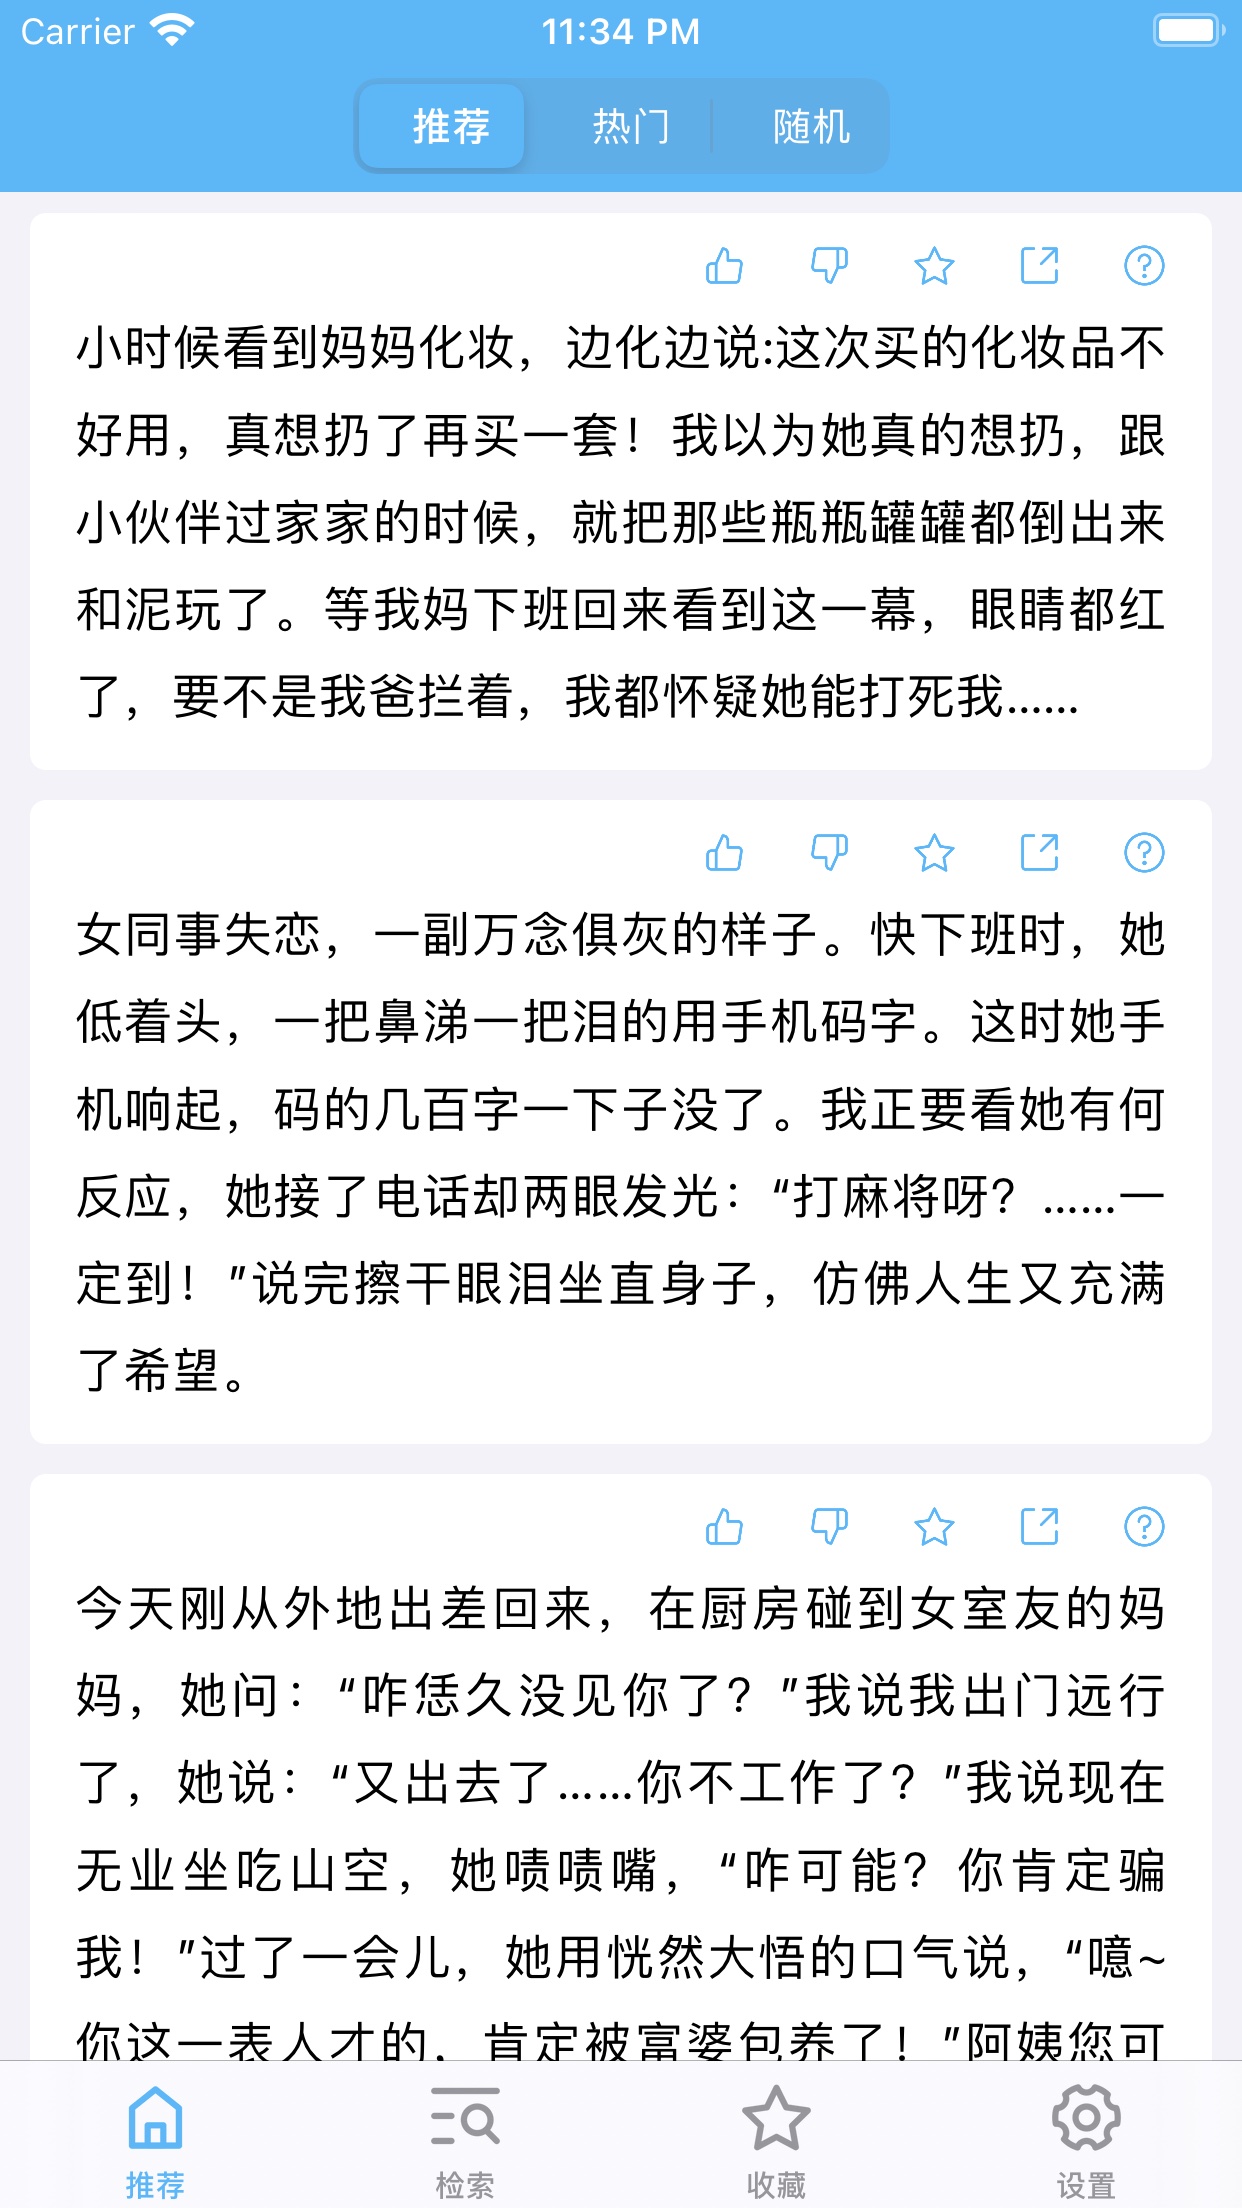 Carrier 11:34 PM
推荐 热门 随机
小时候看到妈妈化妆，边化边说:这次买的化妆品不
好用，真想扔了再买一套！我以为她真的想扔，跟
小伙伴过家家的时候，就把那些瓶瓶罐罐都倒出来
和泥玩了。等我妈下班回来看到这一幕，眼睛都红
了，要不是我爸拦着，我都怀疑她能打死我……
女同事失恋，一副万念俱灰的样子。快下班时，她
低着头，一把鼻涕一把泪的用手机码字。这时她手
机响起，码的几百字一下子没了。我正要看她有何
反应，她接了电话却两眼发光：“打麻将呀？……一
定到！”说完擦干眼泪坐直身子，仿佛人生又充满
了希望。
今天刚从外地出差回来，在厨房碰到女室友的妈
妈，她问：“咋恁久没见你了？”我说我出门远行
了，她说：“又出去了……你不工作了？”我说现在
无业坐吃山空，她啧啧嘴，“咋可能？你肯定骗
我！”过了一会儿，她用恍然大悟的口气说，“噫~
你这一表人才的，肯定被富婆包养了！”阿姨您可
推荐 检索 收藏 设置